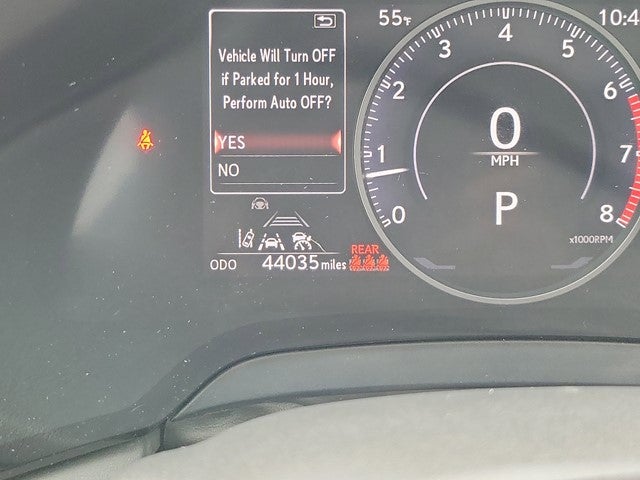 Vehicle Will Turn OFF
if Parked for 1 Hour,
Perform Auto OFF?
YES
NO
55°F
10:4
0
1
2
3
4
5
6
7
8
0
MPH
P
x1000RPM
REAR
ODO 44035 miles